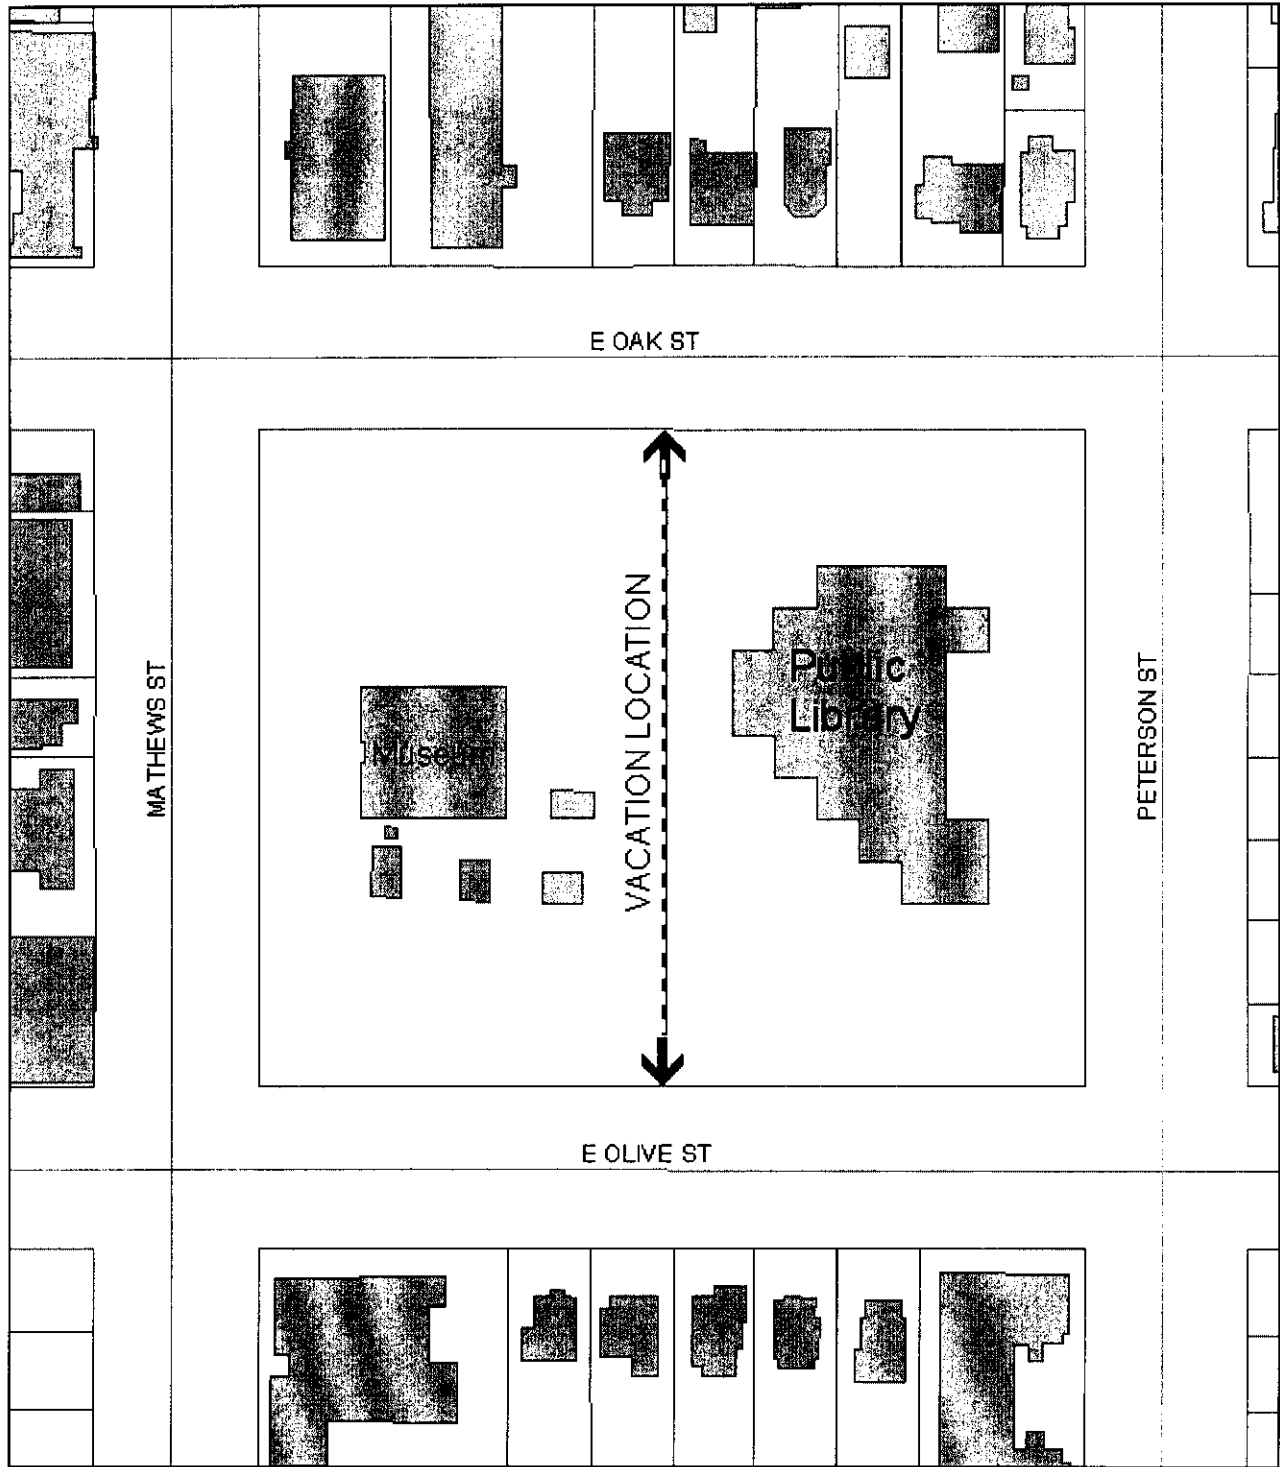 E OAK ST
VACATION LOCATION
Public
Library
MATHEWS ST
PETERSON ST
Museum
E OLIVE ST